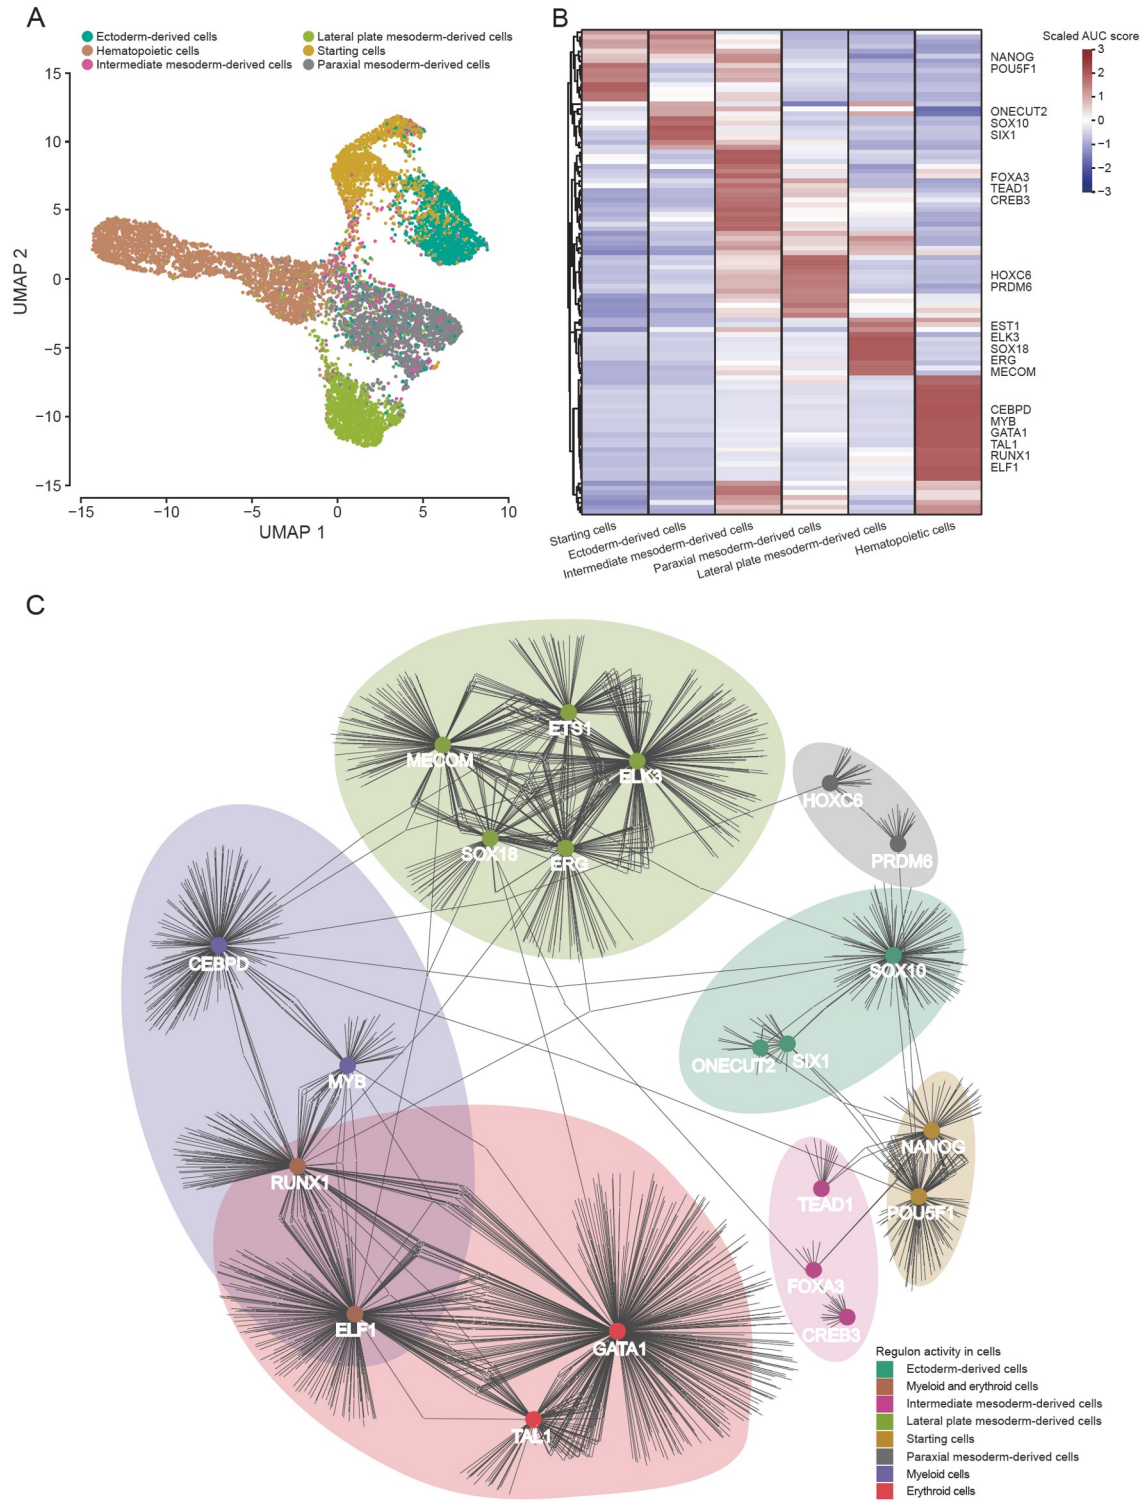 A
Ectoderm-derived cells
Hematopoietic cells
Intermediate mesoderm-derived cells
Lateral plate mesoderm-derived cells
Starting cells
Paraxial mesoderm-derived cells
15
10
5
0
−5
−10
−15
UMAP 2
−15
−10
−5
0
5
10
UMAP 1
B
Scaled AUC score
3
2
1
0
−1
−2
−3
NANOG
POU5F1
ONECUT2
SOX10
SIX1
FOXA3
TEAD1
CREB3
HOXC6
PRDM6
EST1
ELK3
SOX18
ERG
MECOM
CEBPD
MYB
GATA1
TAL1
RUNX1
ELF1
Starting cells
Ectoderm-derived cells
Intermediate mesoderm-derived cells
Paraxial mesoderm-derived cells
Lateral plate mesoderm-derived cells
Hematopoietic cells
C
ETS1
MECOM
ELK3
SOX18
ERG
HOXC6
PRDM6
CEBPD
SOX10
ONECUT2
SIX1
MYB
NANOG
RUNX1
TEAD1
POU5F1
FOXA3
ELF1
CREB3
GATA1
TAL1
Regulon activity in cells
Ectoderm-derived cells
Myeloid and erythroid cells
Intermediate mesoderm-derived cells
Lateral plate mesoderm-derived cells
Starting cells
Paraxial mesoderm-derived cells
Myeloid cells
Erythroid cells